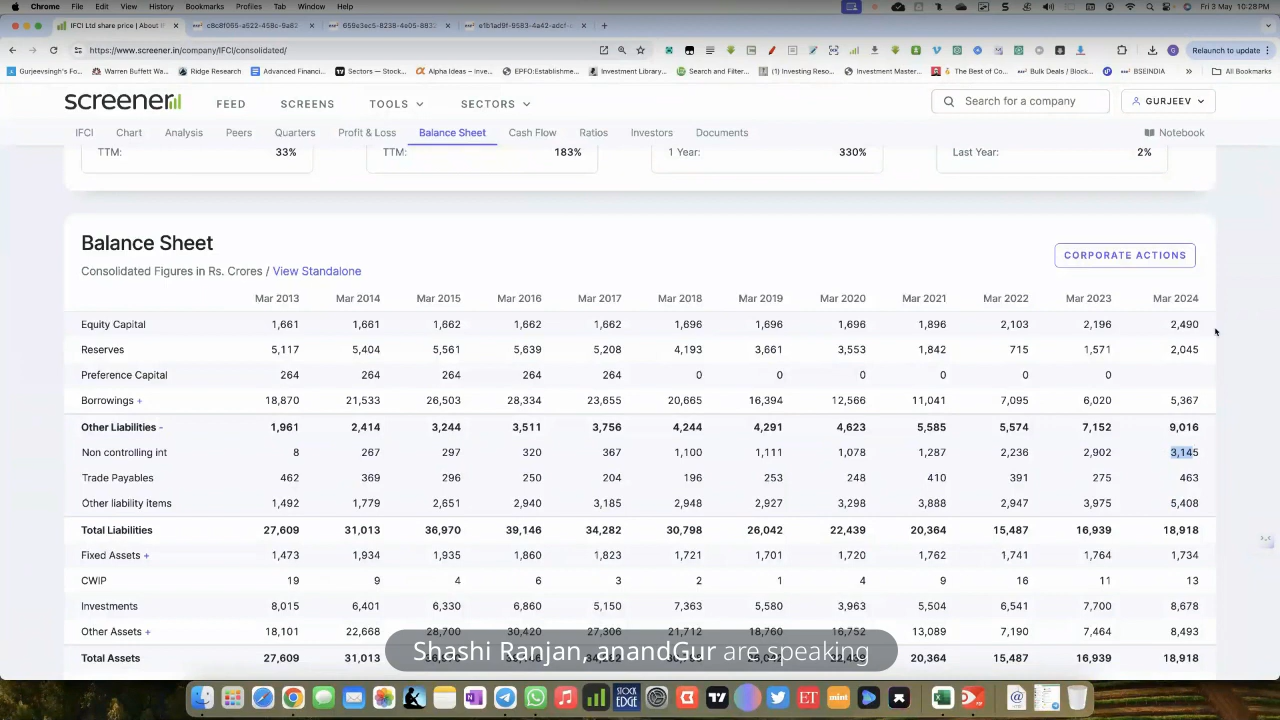 Chrome File Edit View History Bookmarks Profiles Tab Window Help Fri 3 May 10:28PM
IFCI Ltd share price | About IF × c8c8f065-a522-458c-9a82 × 659e3ec5-8238-4e05-8832 × e1b1ad9f-9583-4a42-adcf-c × +
https://www.screener.in/company/IFCI/consolidated/ Relaunch to update
Gurjeevsingh's Fo... Warren Buffett Wa... Ridge Research Advanced Financi... Sectors — Stock... Alpha Ideas – inve... EPFO:Establishme... Investment Library... Search and Filter... (1) Investing Reso... Investment Master... The Best of Co... Bulk Deals / Block... BSEINDIA » All Bookmarks
screener FEED SCREENS TOOLS SECTORS Search for a company GURJEEV
IFCI Chart Analysis Peers Quarters Profit & Loss Balance Sheet Cash Flow Ratios Investors Documents Notebook
TTM: 33% TTM: 183% 1 Year: 330% Last Year: 2%
Balance Sheet
CORPORATE ACTIONS
Consolidated Figures in Rs. Crores / View Standalone
Mar 2013 Mar 2014 Mar 2015 Mar 2016 Mar 2017 Mar 2018 Mar 2019 Mar 2020 Mar 2021 Mar 2022 Mar 2023 Mar 2024
Equity Capital 1,661 1,661 1,662 1,662 1,662 1,696 1,696 1,696 1,896 2,103 2,196 2,490
Reserves 5,117 5,404 5,561 5,639 5,208 4,193 3,661 3,553 1,842 715 1,571 2,045
Preference Capital 264 264 264 264 264 0 0 0 0 0 0
Borrowings + 18,870 21,533 26,503 28,334 23,655 20,665 16,394 12,566 11,041 7,095 6,020 5,367
Other Liabilities - 1,961 2,414 3,244 3,511 3,756 4,244 4,291 4,623 5,585 5,574 7,152 9,016
Non controlling int 8 267 297 320 367 1,100 1,111 1,078 1,287 2,236 2,902 3,145
Trade Payables 462 369 296 250 204 196 253 248 410 391 275 463
Other liability items 1,492 1,779 2,651 2,940 3,185 2,948 2,927 3,298 3,888 2,947 3,975 5,408
Total Liabilities 27,609 31,013 36,970 39,146 34,282 30,798 26,042 22,439 20,364 15,487 16,939 18,918
Fixed Assets + 1,473 1,934 1,935 1,860 1,823 1,721 1,701 1,720 1,762 1,741 1,764 1,734
CWIP 19 9 4 6 3 2 1 4 9 16 11 13
Investments 8,015 6,401 6,330 6,860 5,150 7,363 5,580 3,963 5,504 6,541 7,700 8,678
Other Assets + 18,101 22,668 28,700 30,420 27,306 21,712 18,760 16,752 13,089 7,190 7,464 8,493
Shashi Ranjan, anandGur are speaking
Total Assets 27,609 31,013 20,364 15,487 16,939 18,918